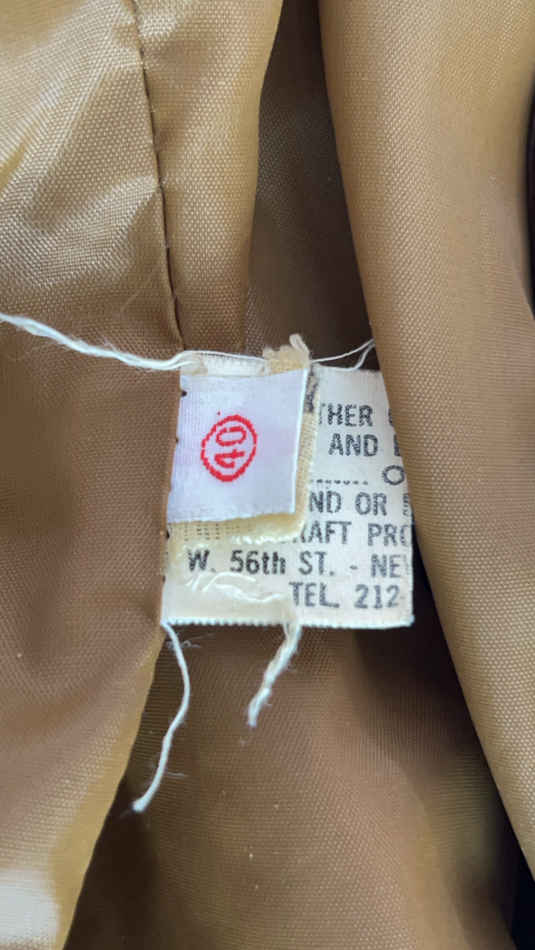 40
THER
AND
ND OR
RAFT PRO
W. 56th ST. - NE
TEL. 212